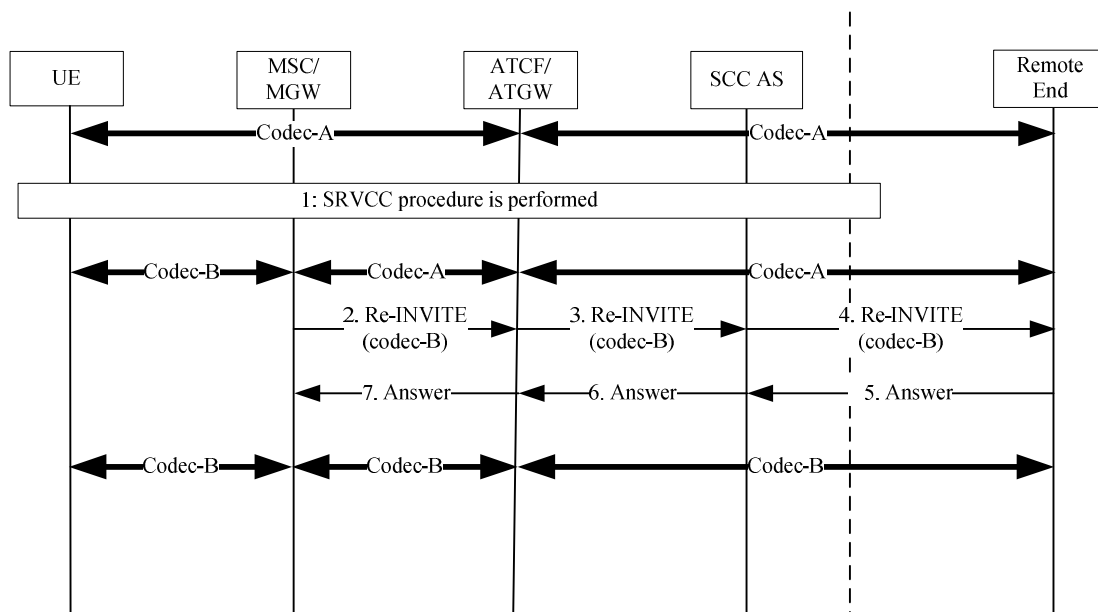 UE
MSC/
MGW
ATCF/
ATGW
SCC AS
Remote
End
Codec-A
Codec-A
1: SRVCC procedure is performed
Codec-B
Codec-A
Codec-A
2. Re-INVITE
(codec-B)
3. Re-INVITE
(codec-B)
4. Re-INVITE
(codec-B)
7. Answer
6. Answer
5. Answer
Codec-B
Codec-B
Codec-B